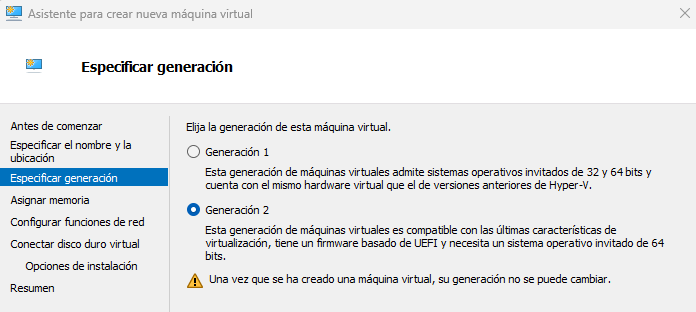 Asistente para crear nueva máquina virtual
Especificar generación
Antes de comenzar
Especificar el nombre y la
ubicación
Especificar generación
Asignar memoria
Configurar funciones de red
Conectar disco duro virtual
Opciones de instalación
Resumen
Elija la generación de esta máquina virtual.
Generación 1
Esta generación de máquinas virtuales admite sistemas operativos invitados de 32 y 64 bits y
cuenta con el mismo hardware virtual que el de versiones anteriores de Hyper-V.
Generación 2
Esta generación de máquinas virtuales es compatible con las últimas características de
virtualización, tiene un firmware basado de UEFI y necesita un sistema operativo invitado de 64
bits.
Una vez que se ha creado una máquina virtual, su generación no se puede cambiar.